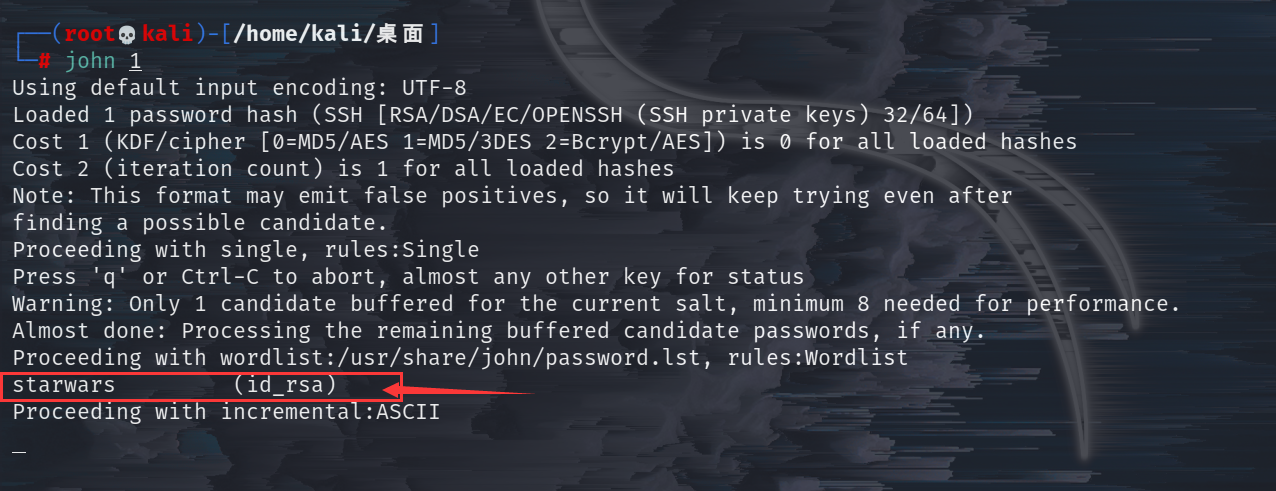 ┌──(root💀kali)-[/home/kali/桌面]
└─# john 1
Using default input encoding: UTF-8
Loaded 1 password hash (SSH [RSA/DSA/EC/OPENSSH (SSH private keys) 32/64])
Cost 1 (KDF/cipher [0=MD5/AES 1=MD5/3DES 2=Bcrypt/AES]) is 0 for all loaded hashes
Cost 2 (iteration count) is 1 for all loaded hashes
Note: This format may emit false positives, so it will keep trying even after
finding a possible candidate.
Proceeding with single, rules:Single
Press 'q' or Ctrl-C to abort, almost any other key for status
Warning: Only 1 candidate buffered for the current salt, minimum 8 needed for performance.
Almost done: Processing the remaining buffered candidate passwords, if any.
Proceeding with wordlist:/usr/share/john/password.lst, rules:Wordlist
starwars         (id_rsa)
Proceeding with incremental:ASCII